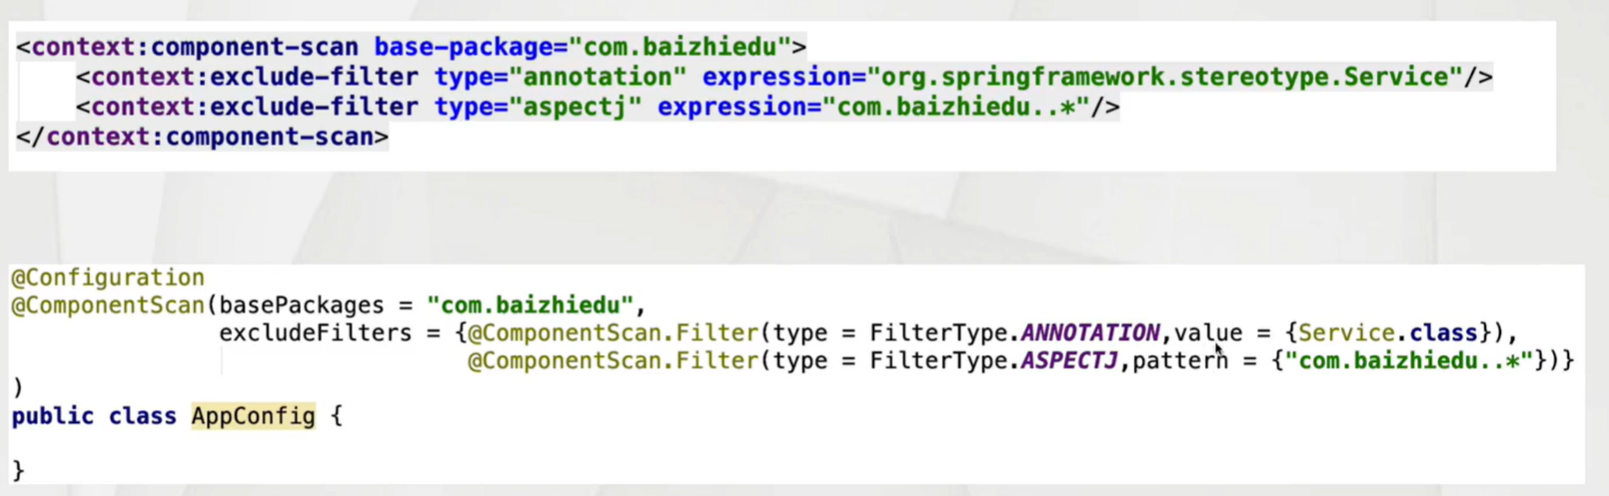 <context:component-scan base-package="com.baizhiedu">
<context:exclude-filter type="annotation" expression="org.springframework.stereotype.Service"/>
<context:exclude-filter type="aspectj" expression="com.baizhiedu..*"/>
</context:component-scan>
@Configuration
@ComponentScan(basePackages = "com.baizhiedu",
excludeFilters = {@ComponentScan.Filter(type = FilterType.ANNOTATION,value = {Service.class}),
@ComponentScan.Filter(type = FilterType.ASPECTJ,pattern = {"com.baizhiedu..*"})}
)
public class AppConfig {
}